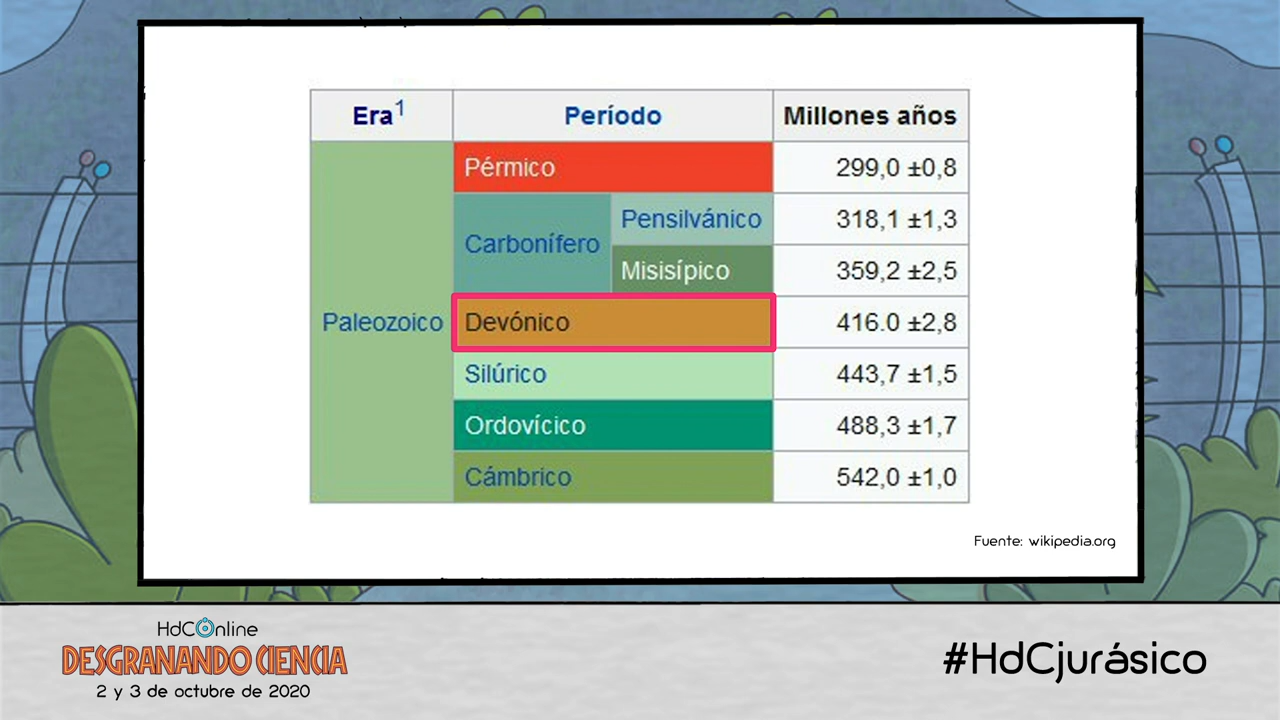 Era1 Período Millones años
Pérmico 299,0 ±0,8
Pensilvánico 318,1 ±1,3
Carbonífero
Misisípico 359,2 ±2,5
Paleozoico Devónico 416.0 ±2,8
Silúrico 443,7 ±1,5
Ordovícico 488,3 ±1,7
Cámbrico 542,0 ±1,0
Fuente: wikipedia.org
HdCOnline
DESGRANANDO CIENCIA
2 y 3 de octubre de 2020
#HdCjurásico